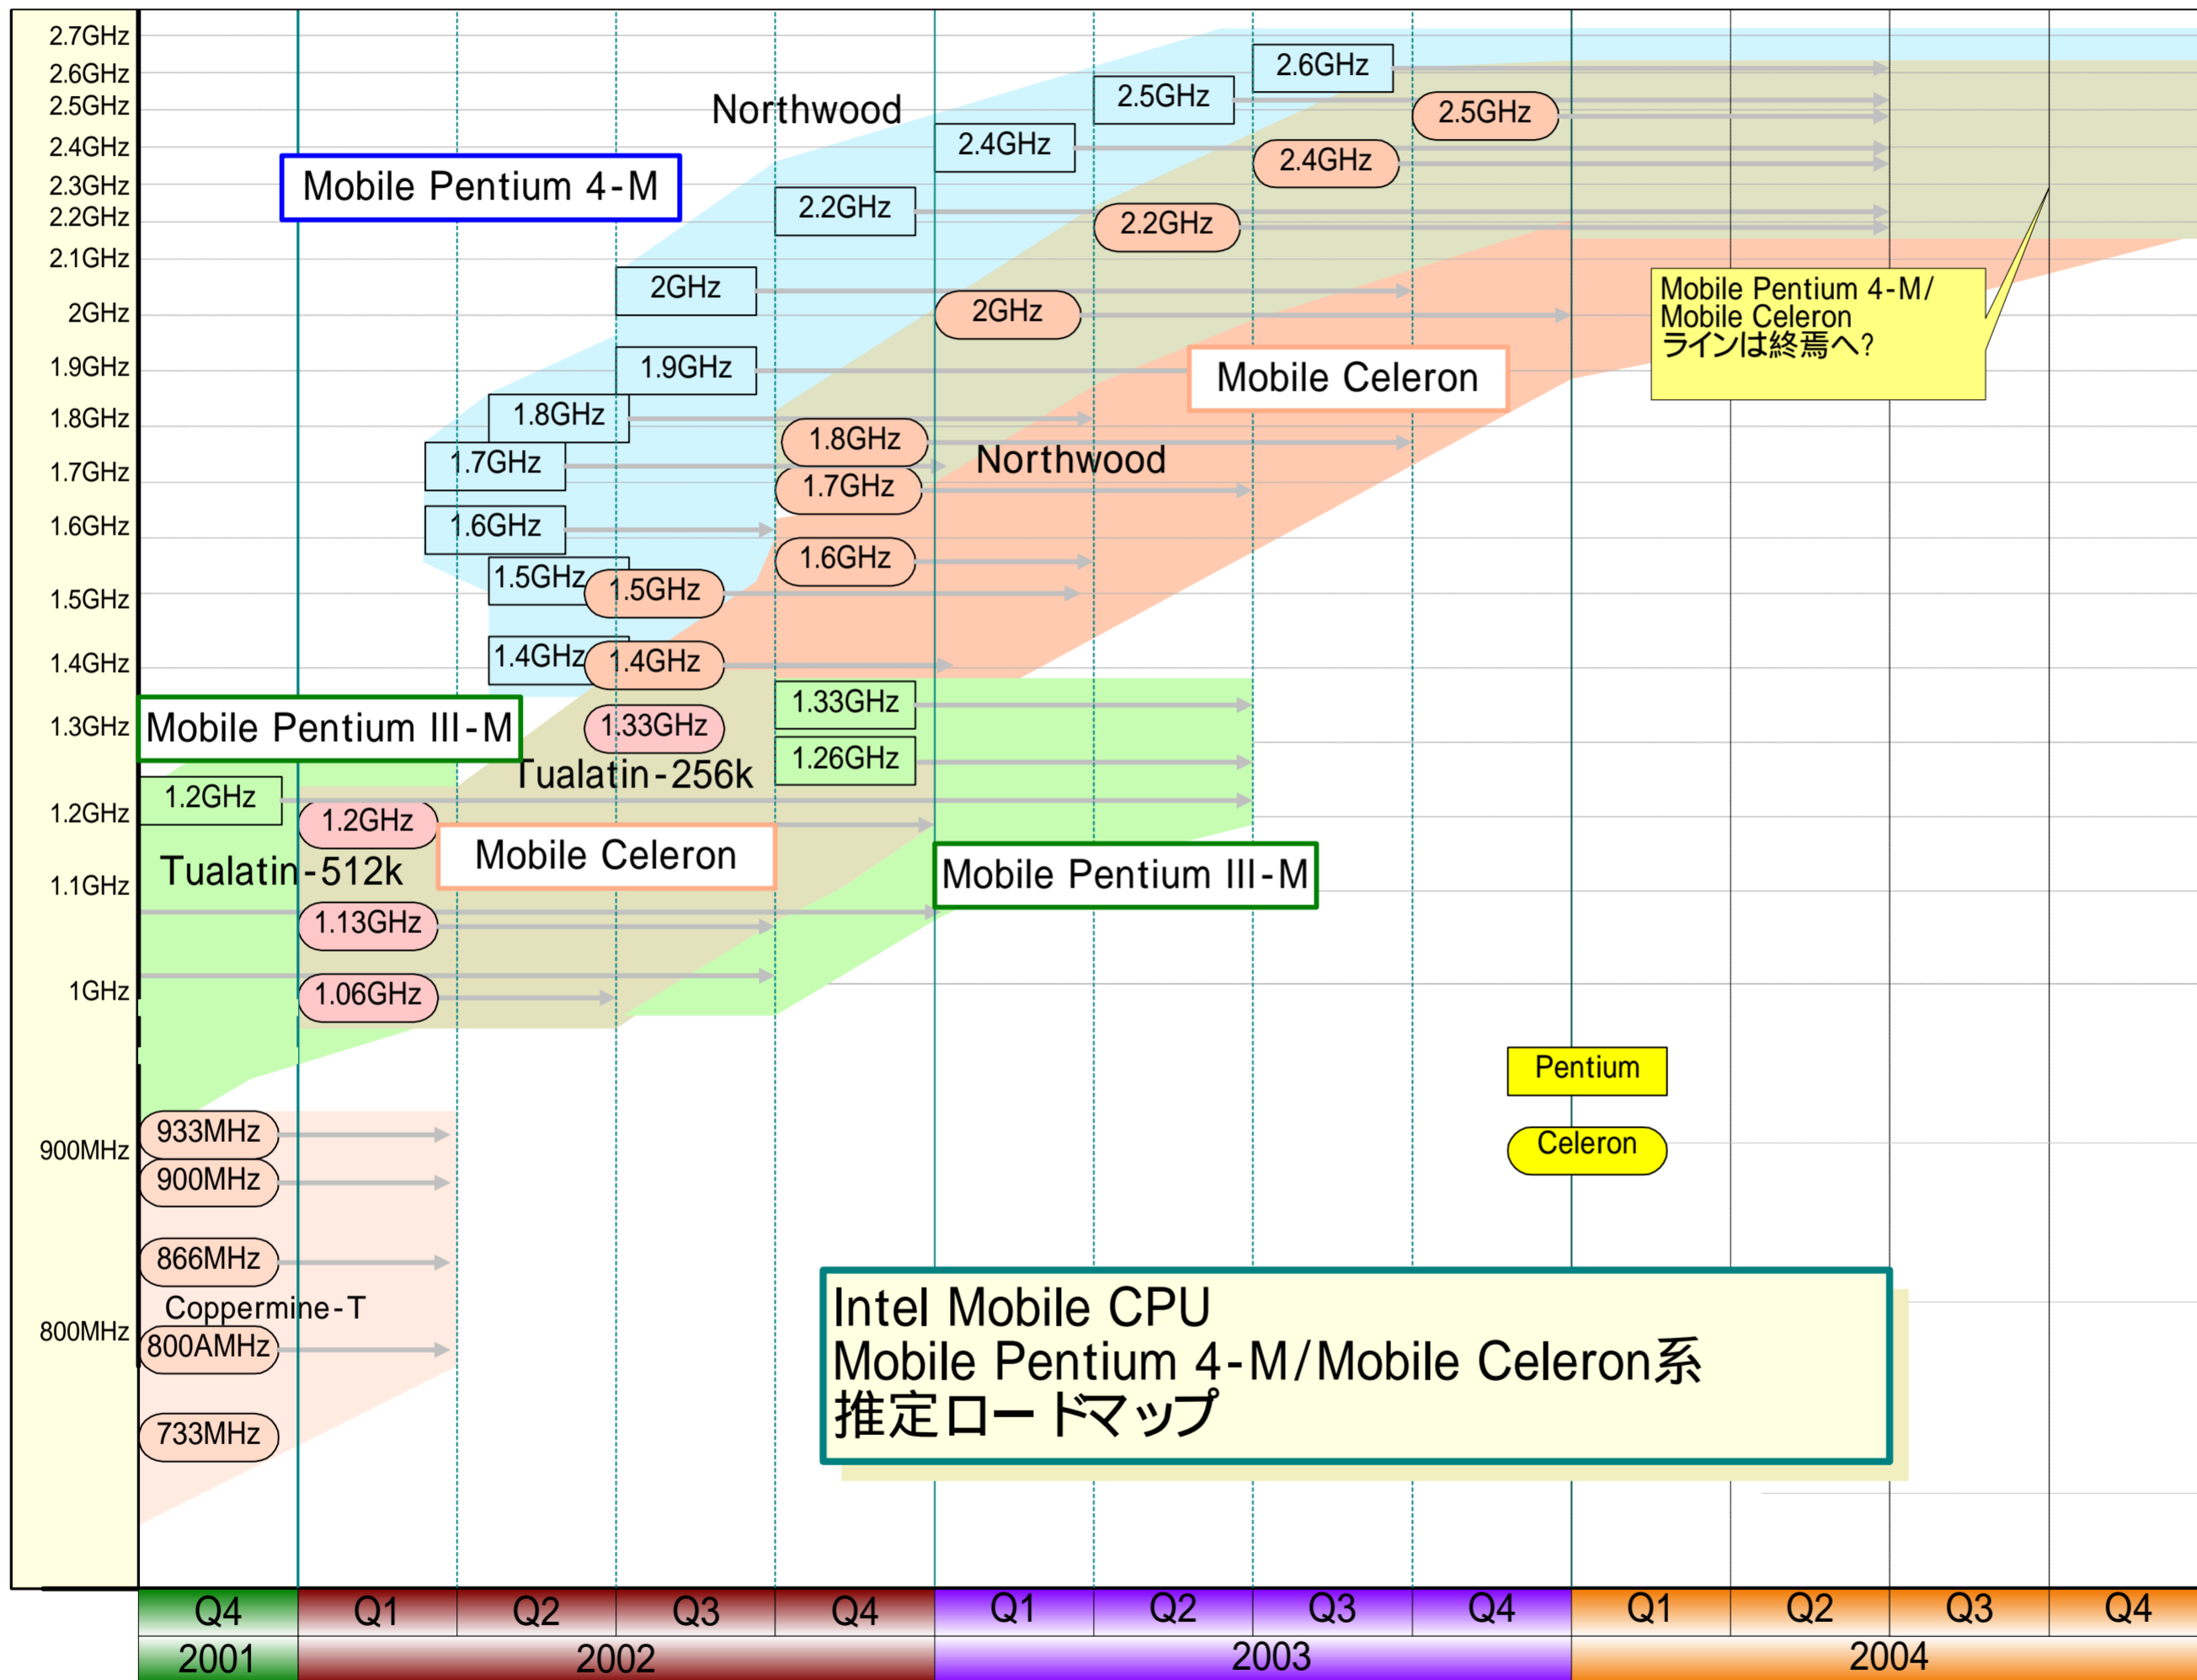 2.7GHz
2.6GHz
2.5GHz
2.4GHz
2.3GHz
2.2GHz
2.1GHz
2GHz
1.9GHz
1.8GHz
1.7GHz
1.6GHz
1.5GHz
1.4GHz
1.3GHz
1.2GHz
1.1GHz
1GHz
900MHz
800MHz
2.6GHz
2.5GHz
2.5GHz
Northwood
2.4GHz
2.4GHz
Mobile Pentium 4-M
2.2GHz
2.2GHz
2GHz
2GHz
Mobile Pentium 4-M/
Mobile Celeron
ラインは終焉へ?
1.9GHz
Mobile Celeron
1.8GHz
1.8GHz
1.7GHz
Northwood
1.7GHz
1.6GHz
1.6GHz
1.5GHz
1.5GHz
1.4GHz
1.4GHz
1.33GHz
Mobile Pentium III-M
1.33GHz
1.26GHz
Tualatin-256k
1.2GHz
1.2GHz
Mobile Celeron
Tualatin-512k
Mobile Pentium III-M
1.13GHz
1.06GHz
Pentium
Celeron
933MHz
900MHz
866MHz
Coppermine-T
800AMHz
733MHz
Intel Mobile CPU
Mobile Pentium 4-M/Mobile Celeron系
推定ロードマップ
Q4 Q1 Q2 Q3 Q4 Q1 Q2 Q3 Q4 Q1 Q2 Q3 Q4
2001 2002 2003 2004